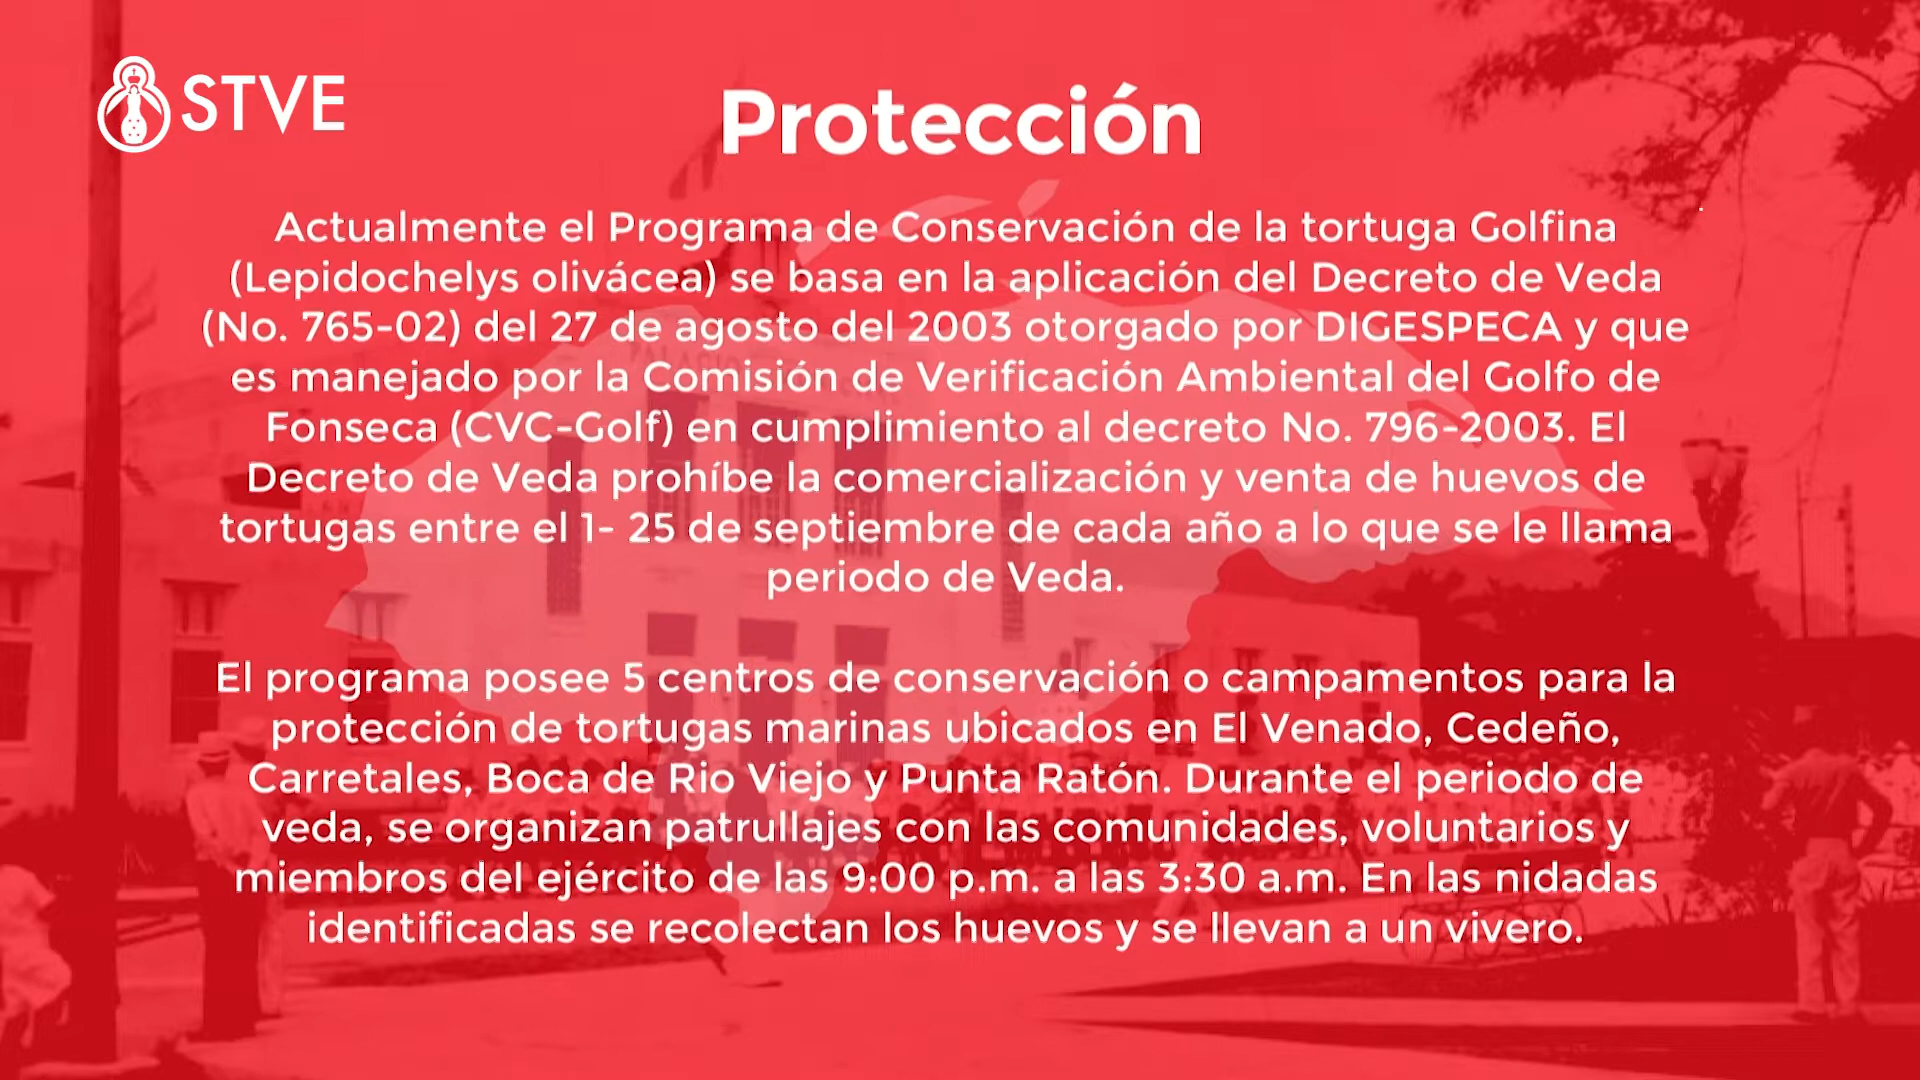 STVE
Protección
Actualmente el Programa de Conservación de la tortuga Golfina
(Lepidochelys olivácea) se basa en la aplicación del Decreto de Veda
(No. 765-02) del 27 de agosto del 2003 otorgado por DIGESPECA y que
es manejado por la Comisión de Verificación Ambiental del Golfo de
Fonseca (CVC-Golf) en cumplimiento al decreto No. 796-2003. El
Decreto de Veda prohíbe la comercialización y venta de huevos de
tortugas entre el 1- 25 de septiembre de cada año a lo que se le llama
periodo de Veda.
El programa posee 5 centros de conservación o campamentos para la
protección de tortugas marinas ubicados en El Venado, Cedeño,
Carretales, Boca de Rio Viejo y Punta Ratón. Durante el periodo de
veda, se organizan patrullajes con las comunidades, voluntarios y
miembros del ejército de las 9:00 p.m. a las 3:30 a.m. En las nidadas
identificadas se recolectan los huevos y se llevan a un vivero.